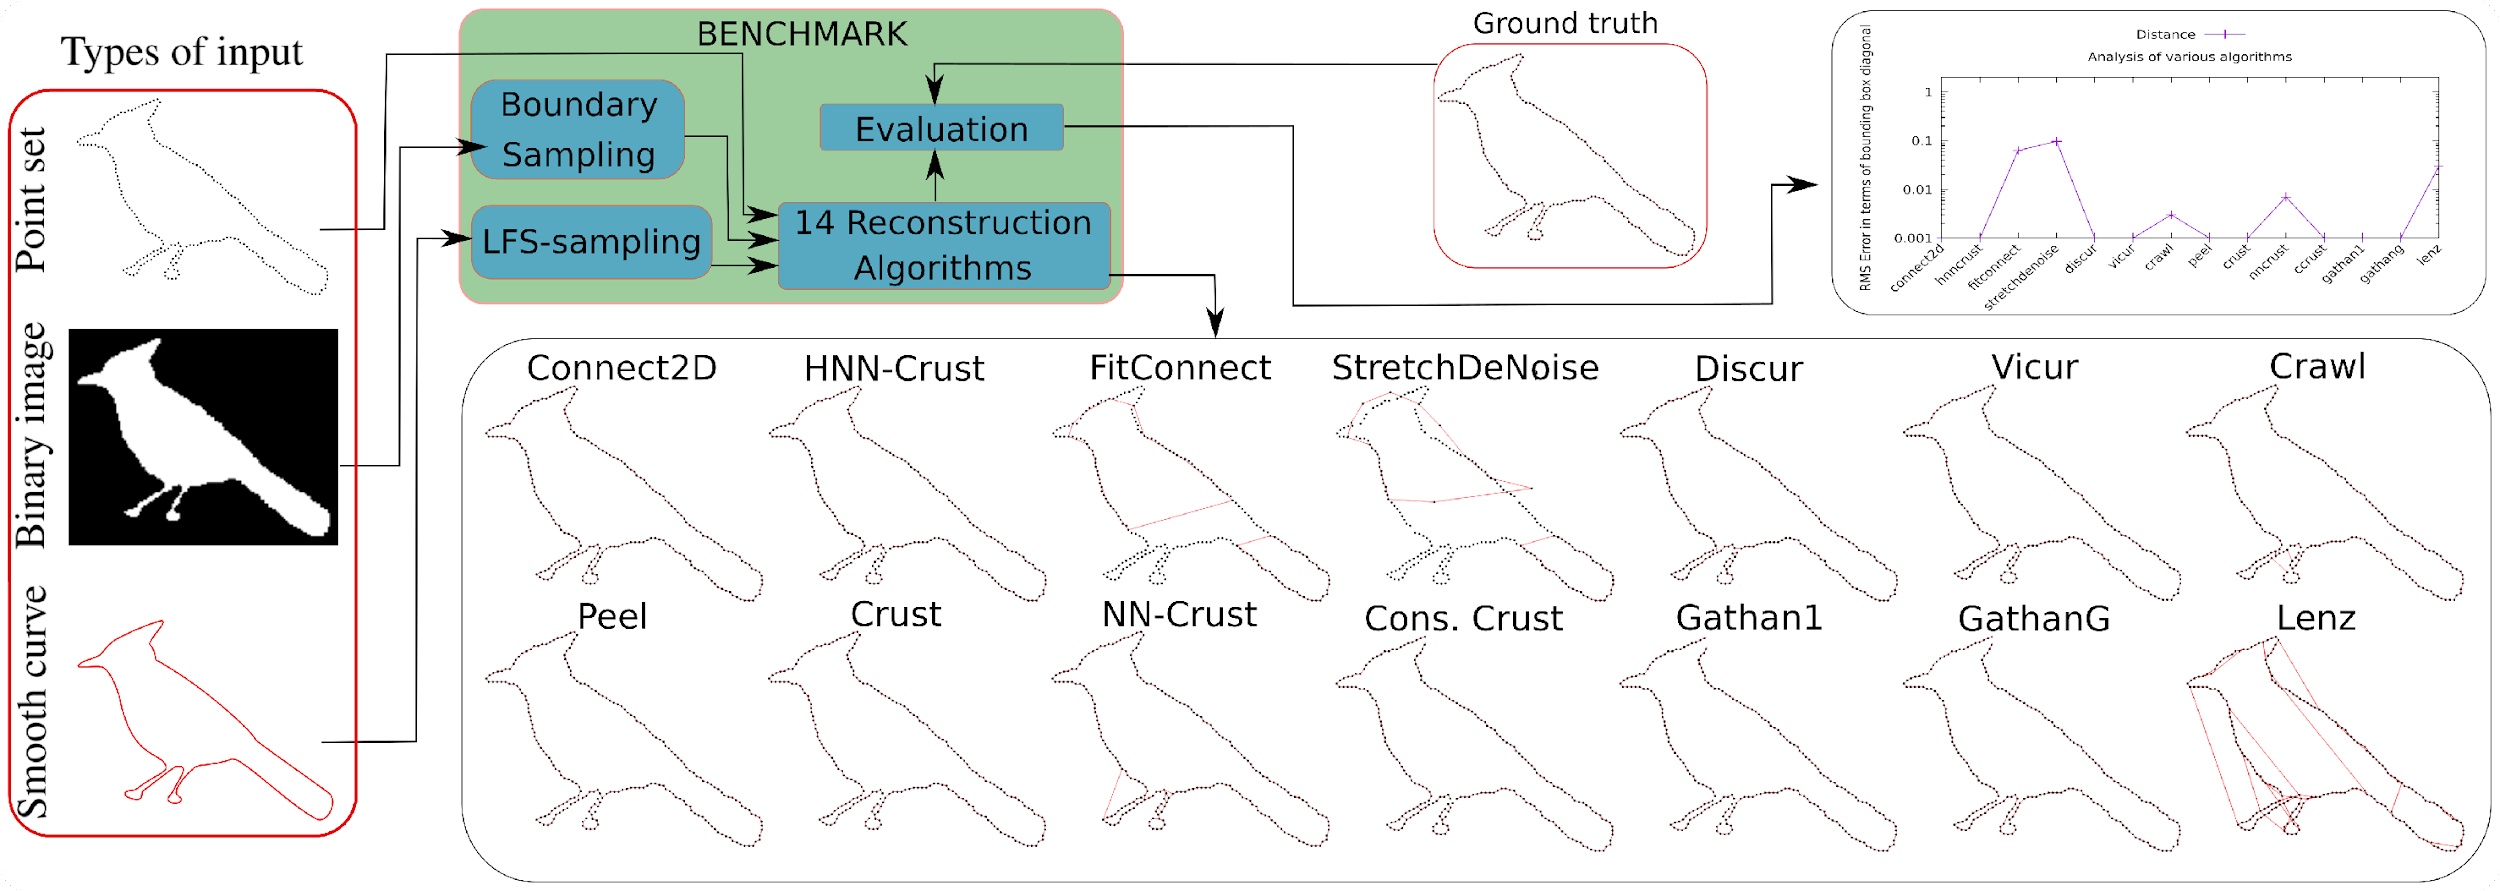 Types of input
Point set
Binary image
Smooth curve
BENCHMARK
Boundary
Sampling
LFS-sampling
Evaluation
14 Reconstruction
Algorithms
Ground truth
Distance
Analysis of various algorithms
RMS Error in terms of bounding box diagonal
1
0.1
0.01
0.001
connect2d
hnncrust
fitconnect
stretchdenoise
discur
vicur
crawl
peel
crust
nncrust
ccrust
gathan1
gathang
lenz
Connect2D
HNN-Crust
FitConnect
StretchDeNoise
Discur
Vicur
Crawl
Peel
Crust
NN-Crust
Cons. Crust
Gathan1
GathanG
Lenz